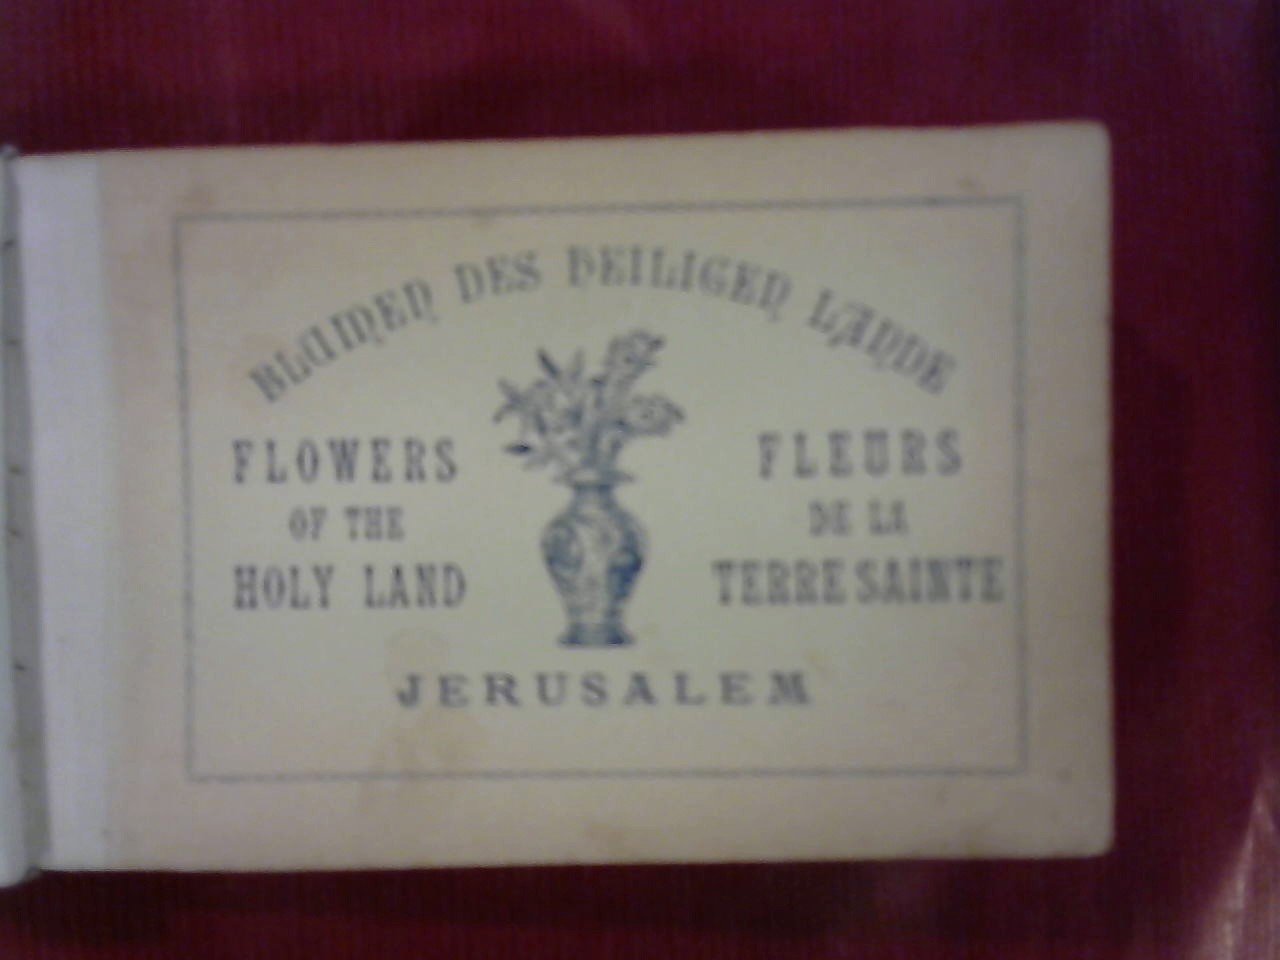 BLUMEN DES HEILIGEN LANDE
FLOWERS
OF THE
HOLY LAND
FLEURS
DE LA
TERRE SAINTE
JERUSALEM